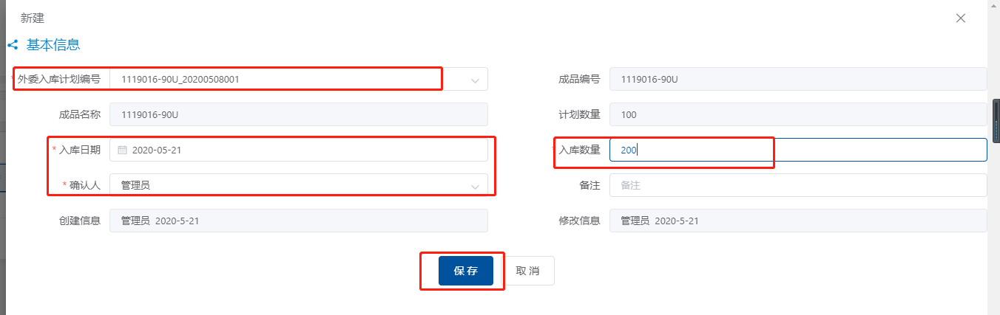 新建
基本信息
* 外委入库计划编号 1119016-90U_20200508001 成品编号 1119016-90U
成品名称 1119016-90U 计划数量 100
* 入库日期 2020-05-21 * 入库数量 200
* 确认人 管理员 备注 备注
创建信息 管理员 2020-5-21 修改信息 管理员 2020-5-21
保存 取消